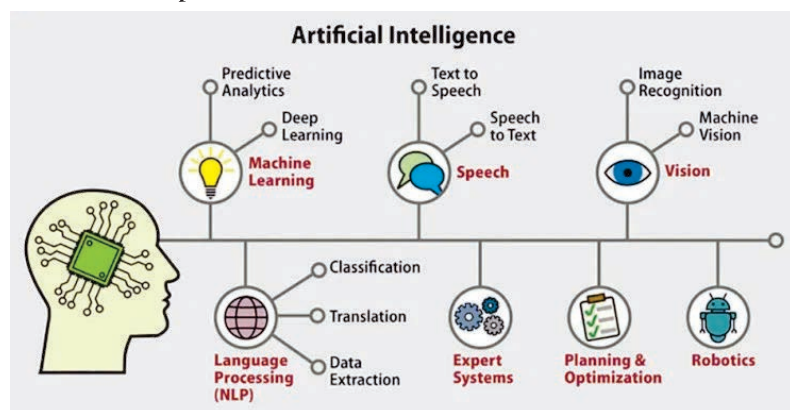 Artificial Intelligence
Predictive
Analytics
Deep
Learning
Machine
Learning
Text to
Speech
Speech
to Text
Speech
Image
Recognition
Machine
Vision
Vision
Classification
Translation
Data
Extraction
Language
Processing
(NLP)
Expert
Systems
Planning &
Optimization
Robotics